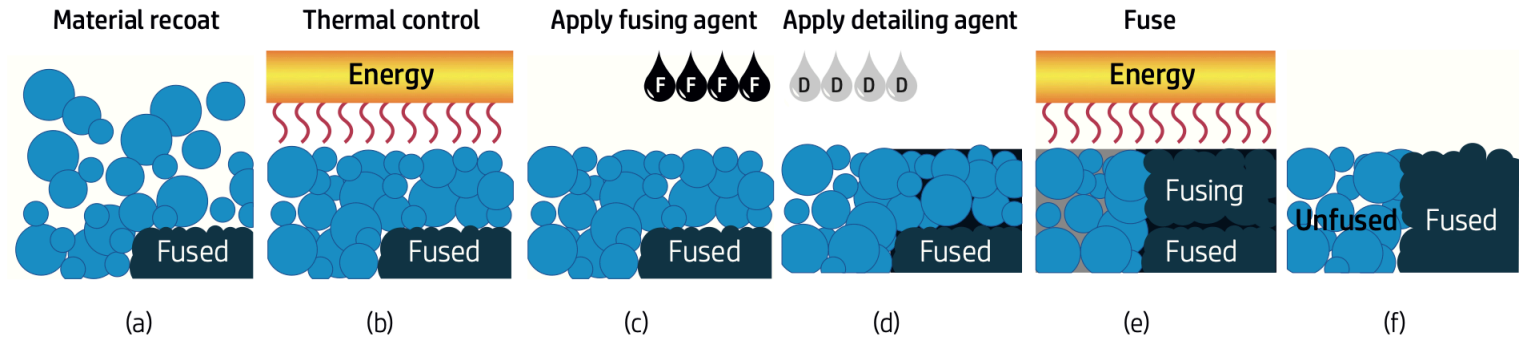 Material recoat
Thermal control
Apply fusing agent
Apply detailing agent
Fuse
Energy
F F F F
D D D D
Energy
Fused
Fused
Fused
Fused
Fusing
Fused
Unfused
Fused
(a)
(b)
(c)
(d)
(e)
(f)